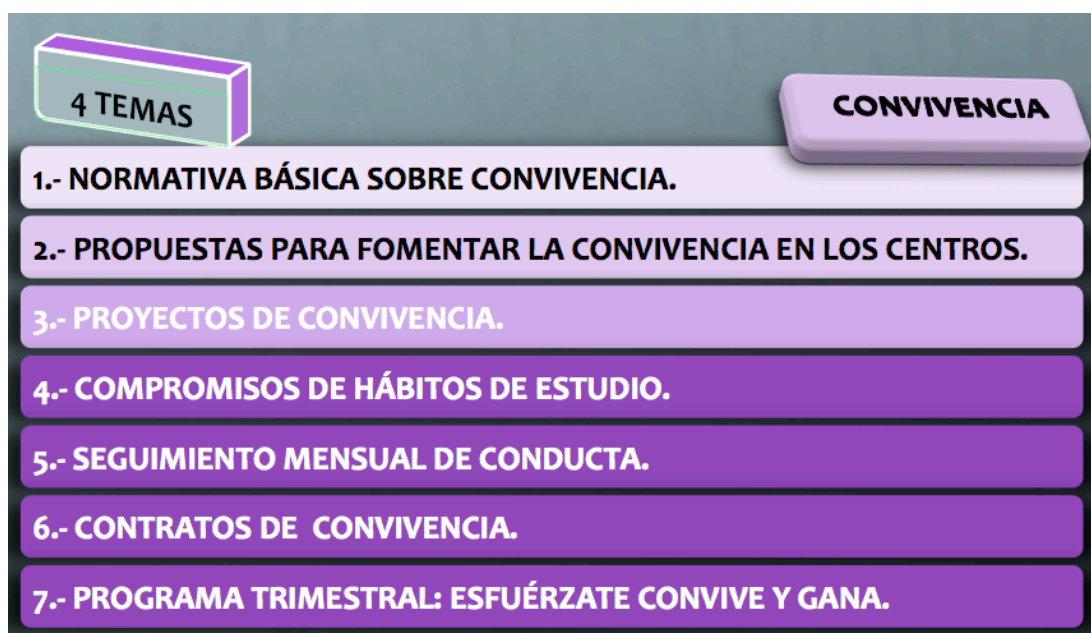 4 TEMAS
CONVIVENCIA
1.- NORMATIVA BÁSICA SOBRE CONVIVENCIA.
2.- PROPUESTAS PARA FOMENTAR LA CONVIVENCIA EN LOS CENTROS.
3.- PROYECTOS DE CONVIVENCIA.
4.- COMPROMISOS DE HÁBITOS DE ESTUDIO.
5.- SEGUIMIENTO MENSUAL DE CONDUCTA.
6.- CONTRATOS DE CONVIVENCIA.
7.- PROGRAMA TRIMESTRAL: ESFUÉRZATE CONVIVE Y GANA.